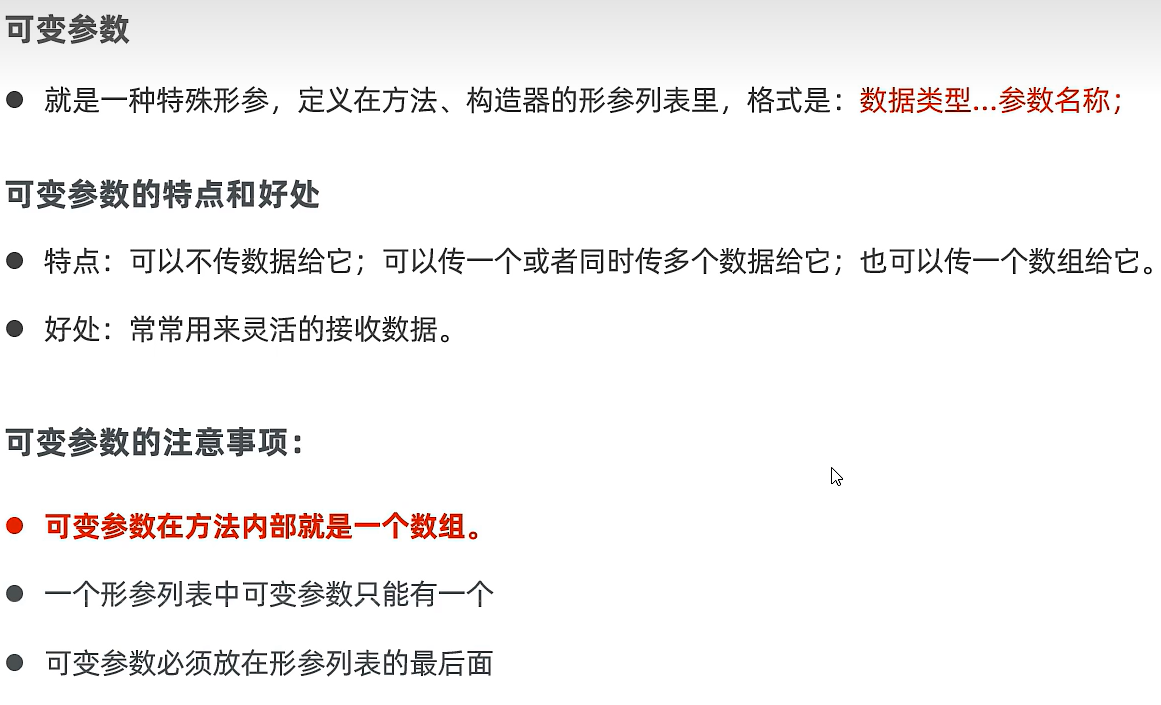 可变参数
● 就是一种特殊形参，定义在方法、构造器的形参列表里，格式是：数据类型...参数名称；
可变参数的特点和好处
● 特点：可以不传数据给它；可以传一个或者同时传多个数据给它；也可以传一个数组给它。
● 好处：常常用来灵活的接收数据。
可变参数的注意事项：
● 可变参数在方法内部就是一个数组。
● 一个形参列表中可变参数只能有一个
● 可变参数必须放在形参列表的最后面